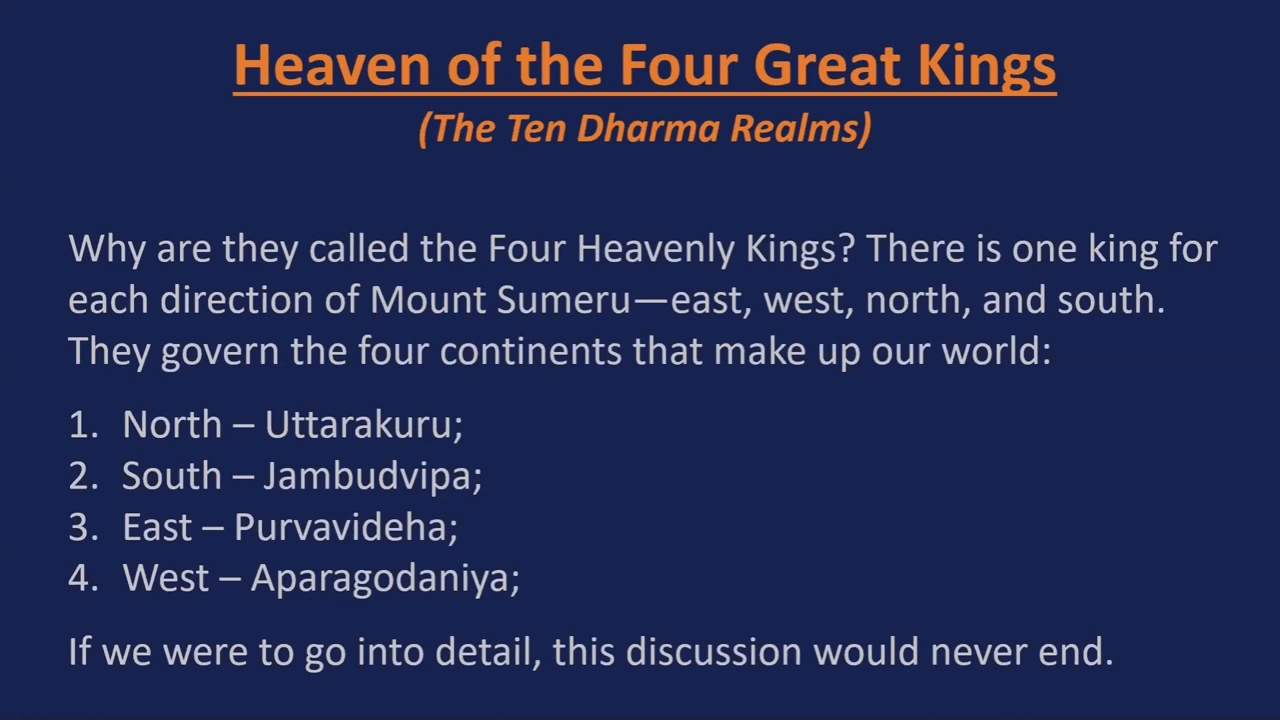 Heaven of the Four Great Kings
(The Ten Dharma Realms)
Why are they called the Four Heavenly Kings? There is one king for
each direction of Mount Sumeru—east, west, north, and south.
They govern the four continents that make up our world:
1. North – Uttarakuru;
2. South – Jambudvipa;
3. East – Purvavideha;
4. West – Aparagodaniya;
If we were to go into detail, this discussion would never end.